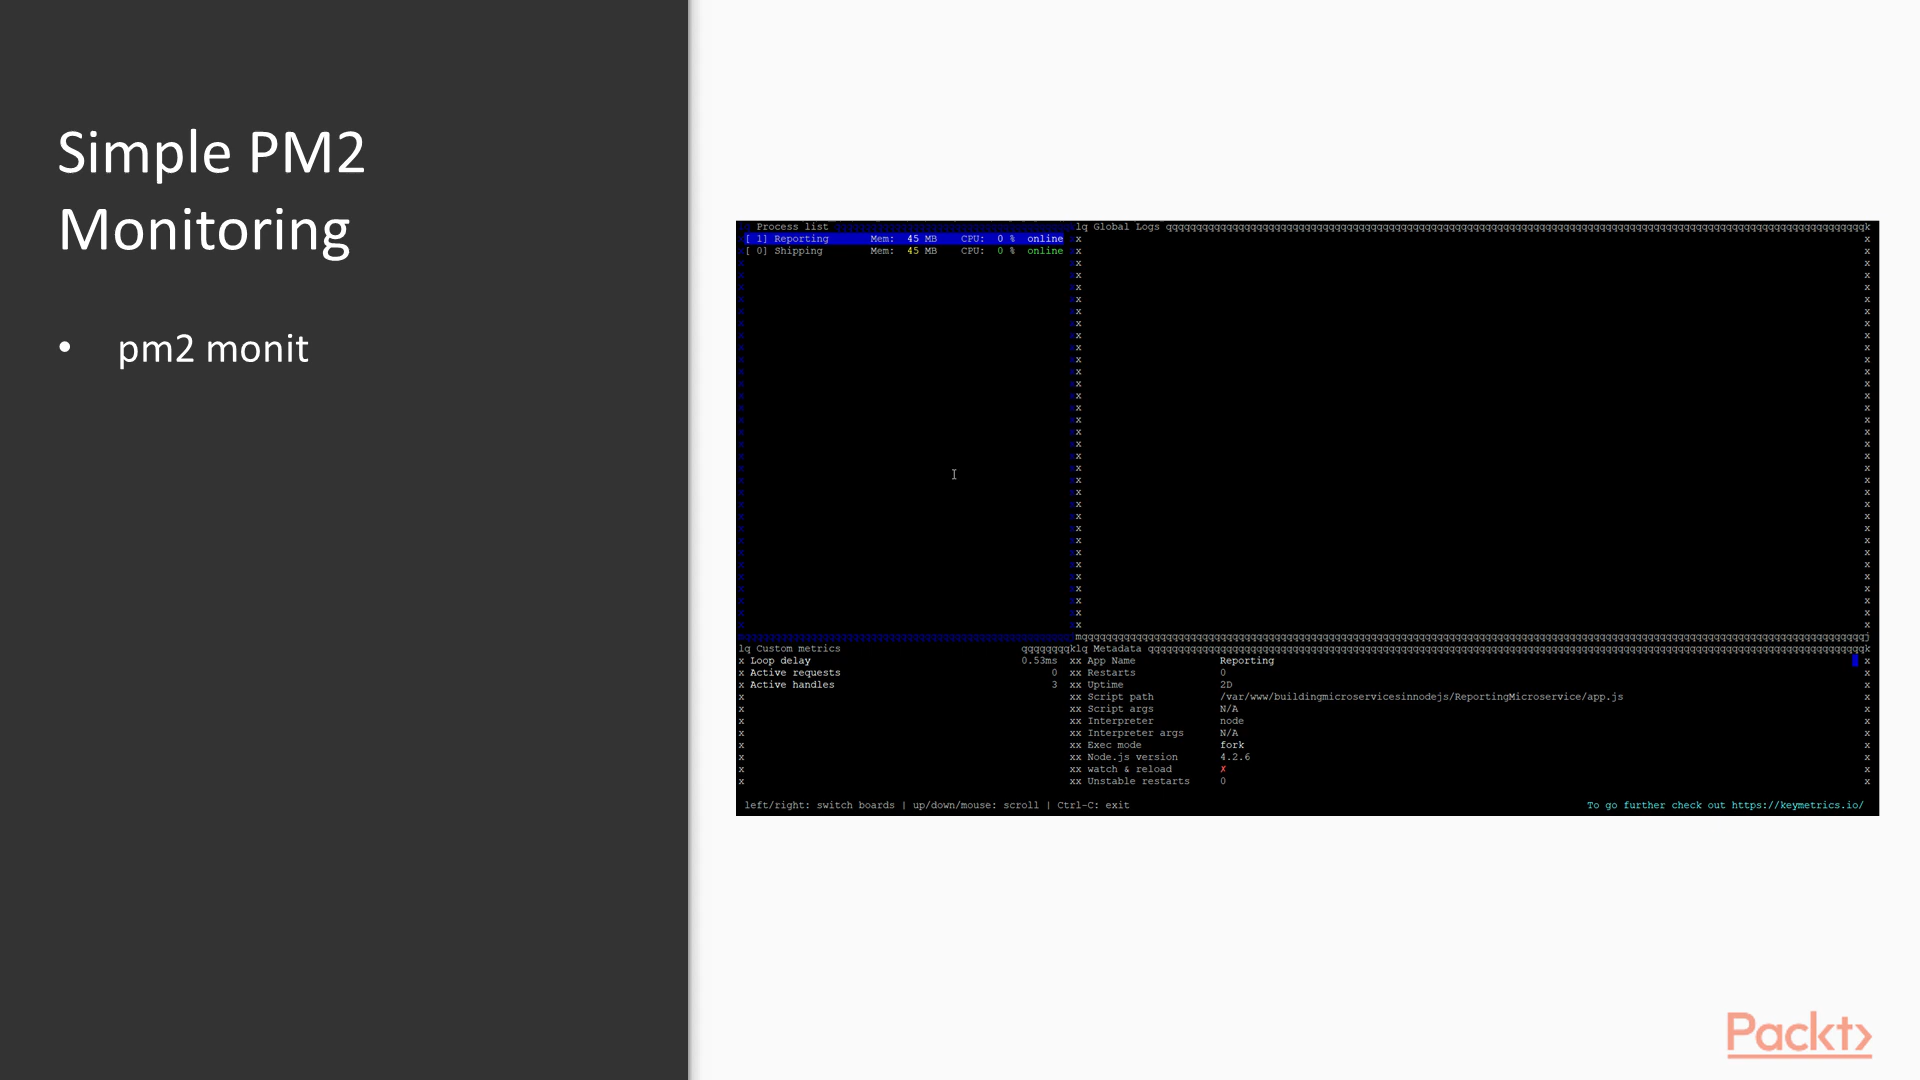 Simple PM2
Monitoring
• pm2 monit
Process list
[ 1] Reporting Mem: 45 MB CPU: 0 % online
[ 0] Shipping Mem: 45 MB CPU: 0 % online
Global Logs
Custom metrics
Loop delay 0.53ms
Active requests 0
Active handles 3
Metadata
App Name Reporting
Restarts 0
Uptime 2D
Script path /var/www/buildingmicroservicesinnodejs/ReportingMicroservice/app.js
Script args N/A
Interpreter node
Interpreter args N/A
Exec mode fork
Node.js version 4.2.6
watch & reload ✗
Unstable restarts 0
left/right: switch boards | up/down/mouse: scroll | Ctrl-C: exit
To go further check out https://keymetrics.io/
Packt>